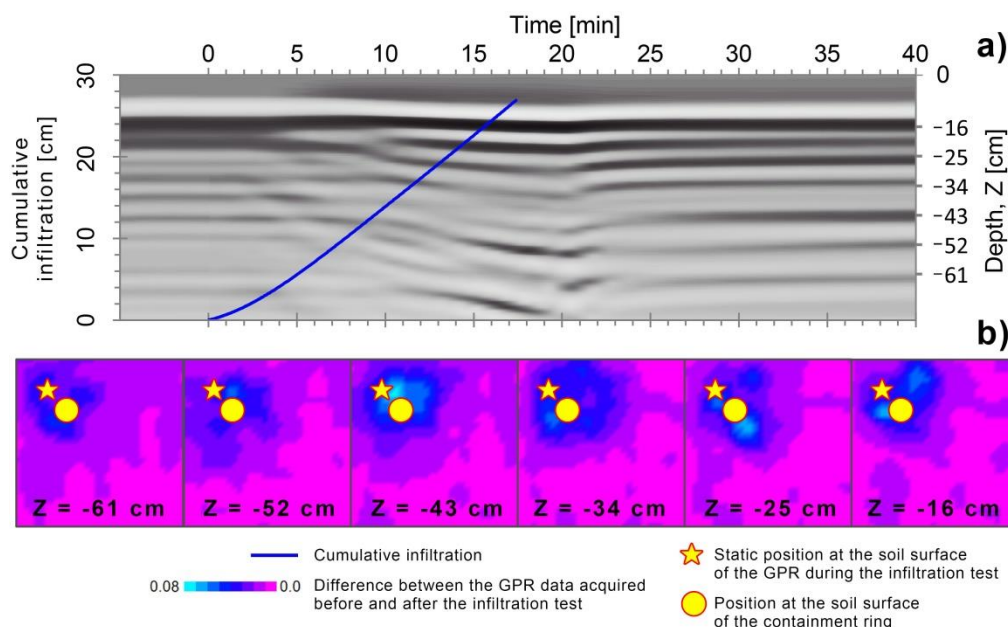 Time [min]
a)
0 5 10 15 20 25 30 35 40
30
20
10
0
Cumulative
infiltration [cm]
0
−16
−25
−34
−43
−52
−61
Depth, Z [cm]
b)
Z = -61 cm
Z = -52 cm
Z = -43 cm
Z = -34 cm
Z = -25 cm
Z = -16 cm
Cumulative infiltration
0.08
0.0
Difference between the GPR data acquired
before and after the infiltration test
Static position at the soil surface
of the GPR during the infiltration test
Position at the soil surface
of the containment ring